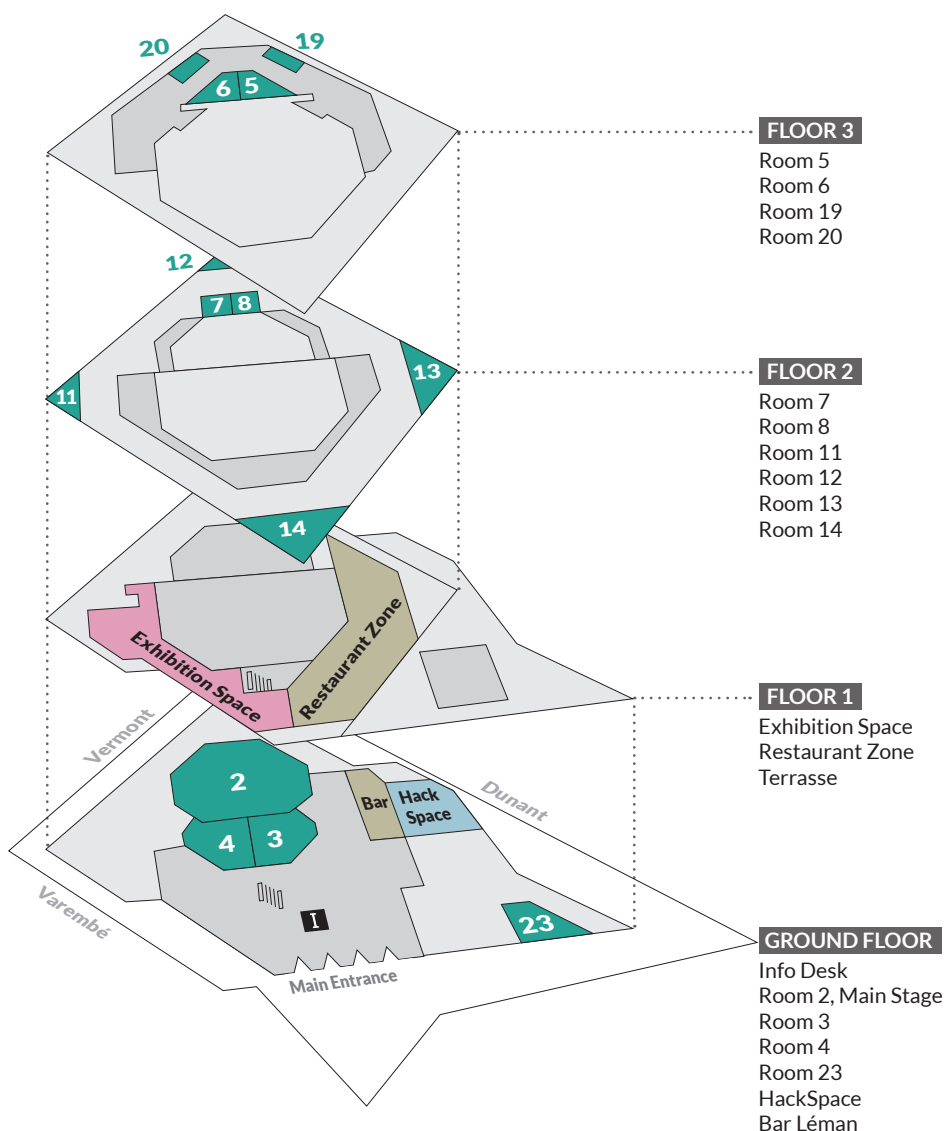 20
19
6
5
FLOOR 3
Room 5
Room 6
Room 19
Room 20
12
7
8
13
11
14
FLOOR 2
Room 7
Room 8
Room 11
Room 12
Room 13
Room 14
Exhibition Space
Restaurant Zone
FLOOR 1
Exhibition Space
Restaurant Zone
Terrasse
Vermont
Dunant
Varembé
2
4
3
Bar
Hack
Space
I
23
Main Entrance
GROUND FLOOR
Info Desk
Room 2, Main Stage
Room 3
Room 4
Room 23
HackSpace
Bar Léman